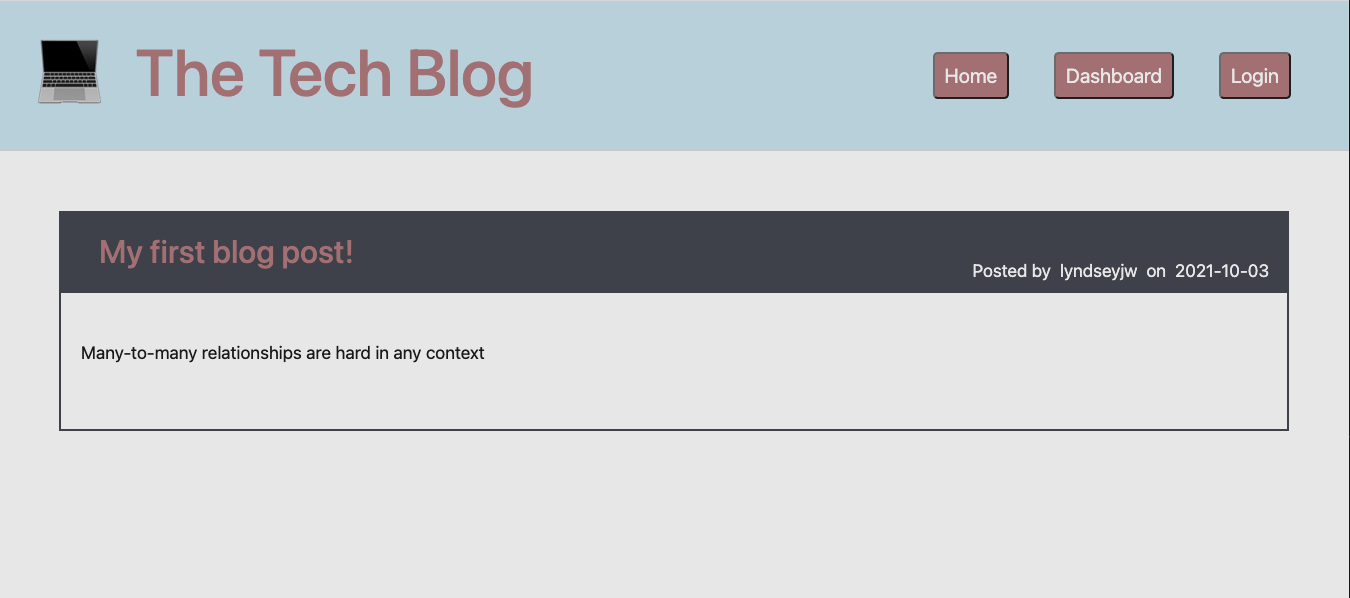 The Tech Blog
Home Dashboard Login
My first blog post!
Posted by lyndseyjw on 2021-10-03
Many-to-many relationships are hard in any context